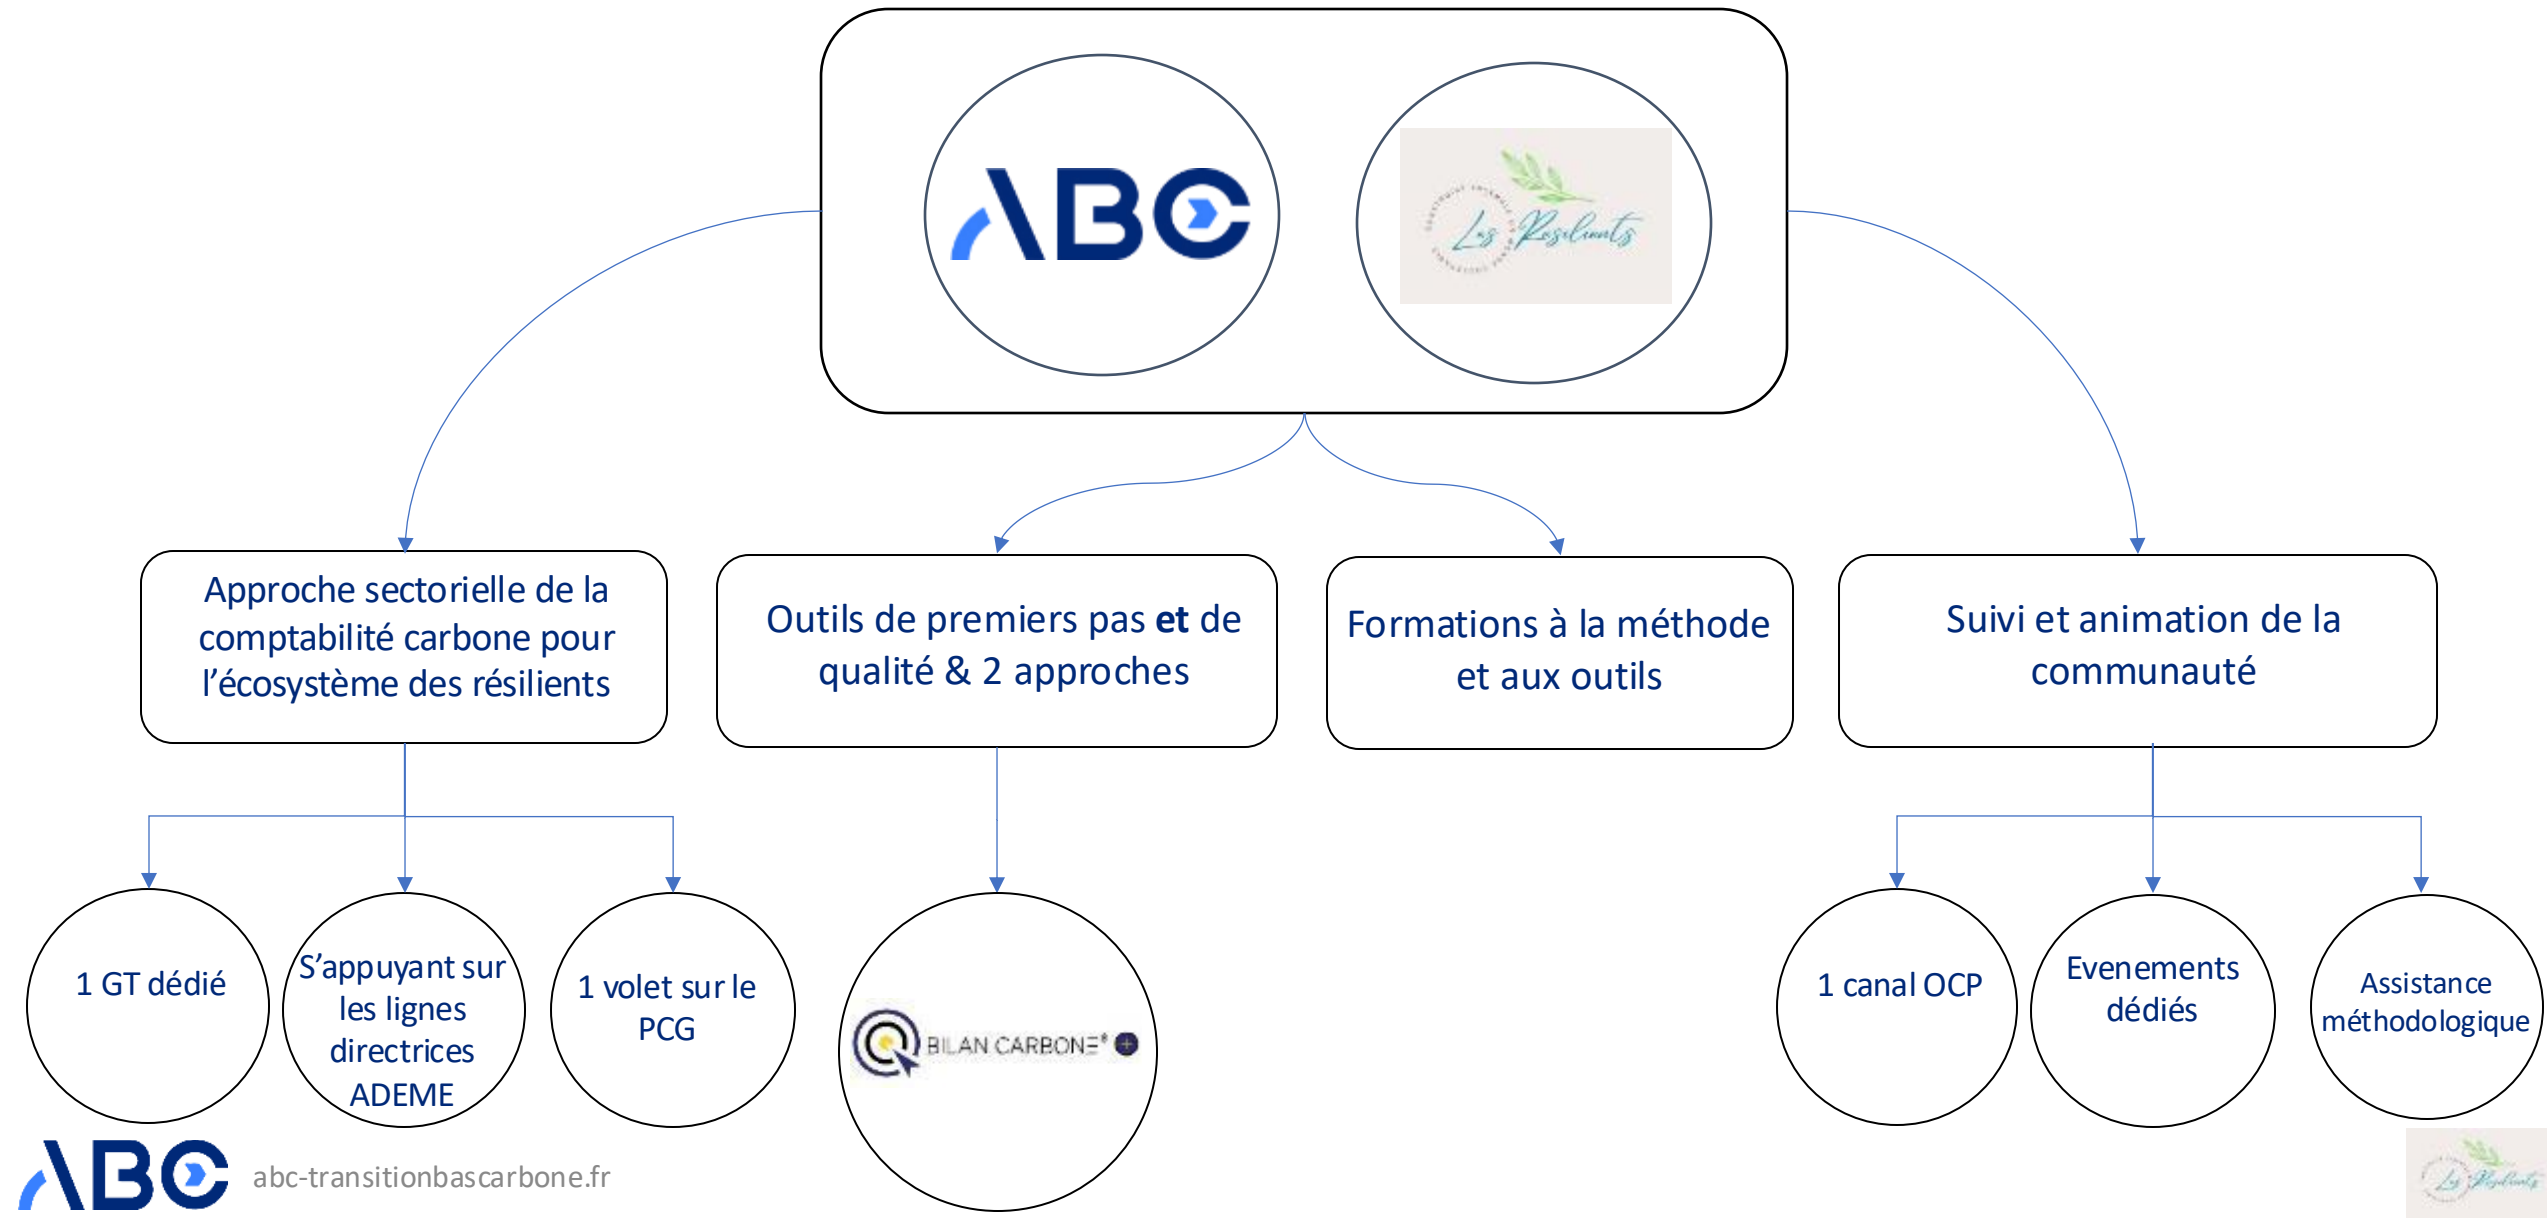 ABC
Les Résilients
Approche sectorielle de la
comptabilité carbone pour
l'écosystème des résilients
Outils de premiers pas et de
qualité & 2 approches
Formations à la méthode
et aux outils
Suivi et animation de la
communauté
1 GT dédié
S'appuyant sur
les lignes
directrices
ADEME
1 volet sur le
PCG
BILAN CARBONE® +
1 canal OCP
Evenements
dédiés
Assistance
méthodologique
ABC
abc-transitionbascarbone.fr
Les Résilients